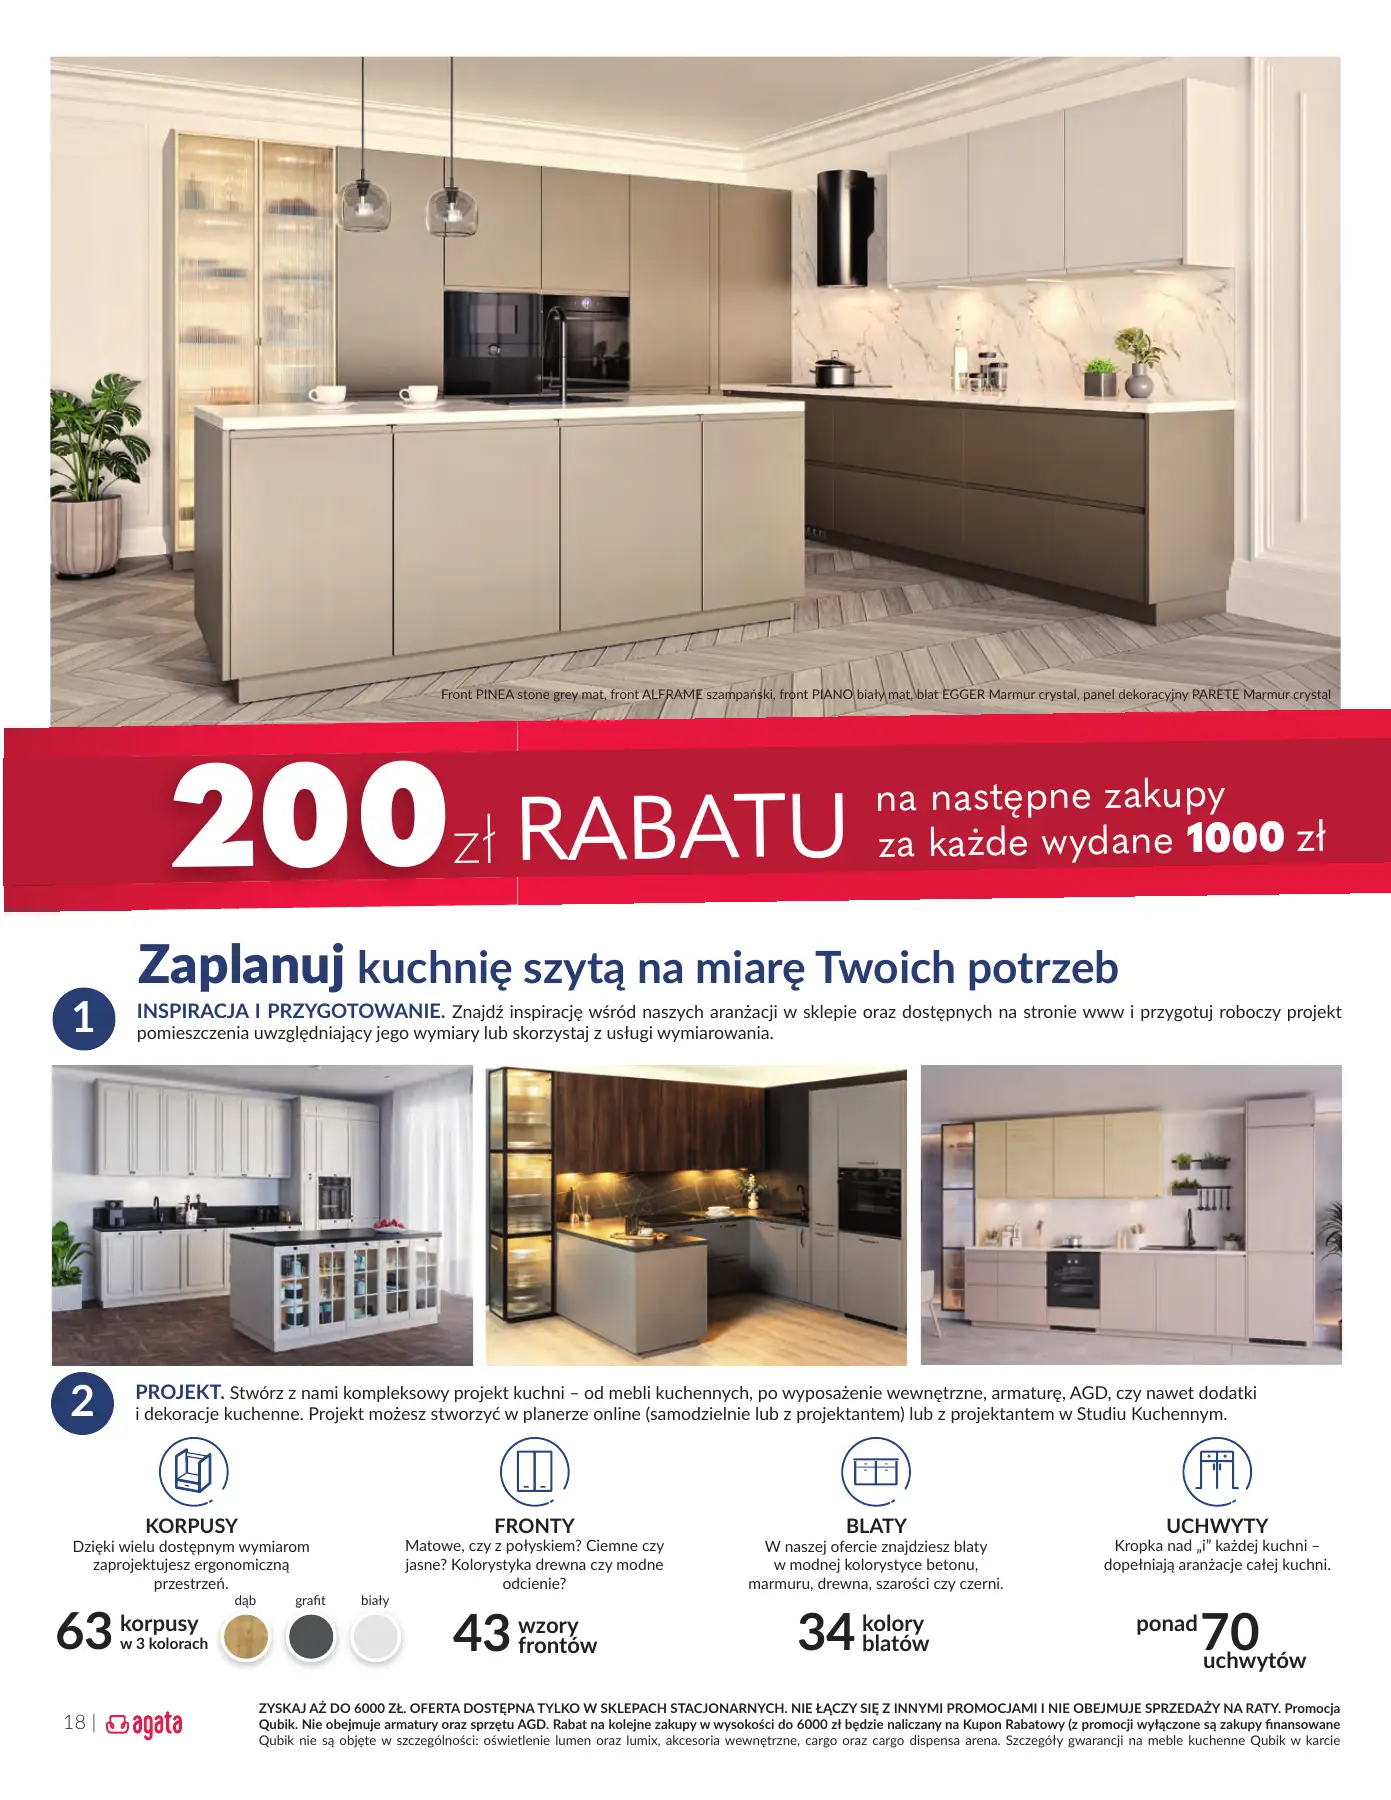 Front PINEA stone grey mat, front ALFRAME szampański, front PIANO biały mat, blat EGGER Marmur crystal, panel dekoracyjny PARETE Marmur crystal
200 zł RABATU na następne zakupy
za każde wydane 1000 zł
Zaplanuj kuchnię szytą na miarę Twoich potrzeb
1
INSPIRACJA I PRZYGOTOWANIE. Znajdź inspirację wśród naszych aranżacji w sklepie oraz dostępnych na stronie www i przygotuj roboczy projekt
pomieszczenia uwzględniający jego wymiary lub skorzystaj z usługi wymiarowania.
2
PROJEKT. Stwórz z nami kompleksowy projekt kuchni – od mebli kuchennych, po wyposażenie wewnętrzne, armaturę, AGD, czy nawet dodatki
i dekoracje kuchenne. Projekt możesz stworzyć w planerze online (samodzielnie lub z projektantem) lub z projektantem w Studiu Kuchennym.
KORPUSY
Dzięki wielu dostępnym wymiarom
zaprojektujesz ergonomiczną
przestrzeń.
63 korpusy
w 3 kolorach
dąb
grafit
biały
FRONTY
Matowe, czy z połyskiem? Ciemne czy
jasne? Kolorystyka drewna czy modne
odcienie?
43 wzory
frontów
BLATY
W naszej ofercie znajdziesz blaty
w modnej kolorystyce betonu,
marmuru, drewna, szarości czy czerni.
34 kolory
blatów
UCHWYTY
Kropka nad „i” każdej kuchni –
dopełniają aranżacje całej kuchni.
ponad 70
uchwytów
18 | agata
ZYSKAJ AŻ DO 6000 ZŁ. OFERTA DOSTĘPNA TYLKO W SKLEPACH STACJONARNYCH. NIE ŁĄCZY SIĘ Z INNYMI PROMOCJAMI I NIE OBEJMUJE SPRZEDAŻY NA RATY. Promocja
Qubik. Nie obejmuje armatury oraz sprzętu AGD. Rabat na kolejne zakupy w wysokości do 6000 zł będzie naliczany na Kupon Rabatowy (z promocji wyłączone są zakupy finansowane
Qubik nie są objęte w szczególności: oświetlenie lumen oraz lumix, akcesoria wewnętrzne, cargo oraz cargo dispensa arena. Szczegóły gwarancji na meble kuchenne Qubik w karcie